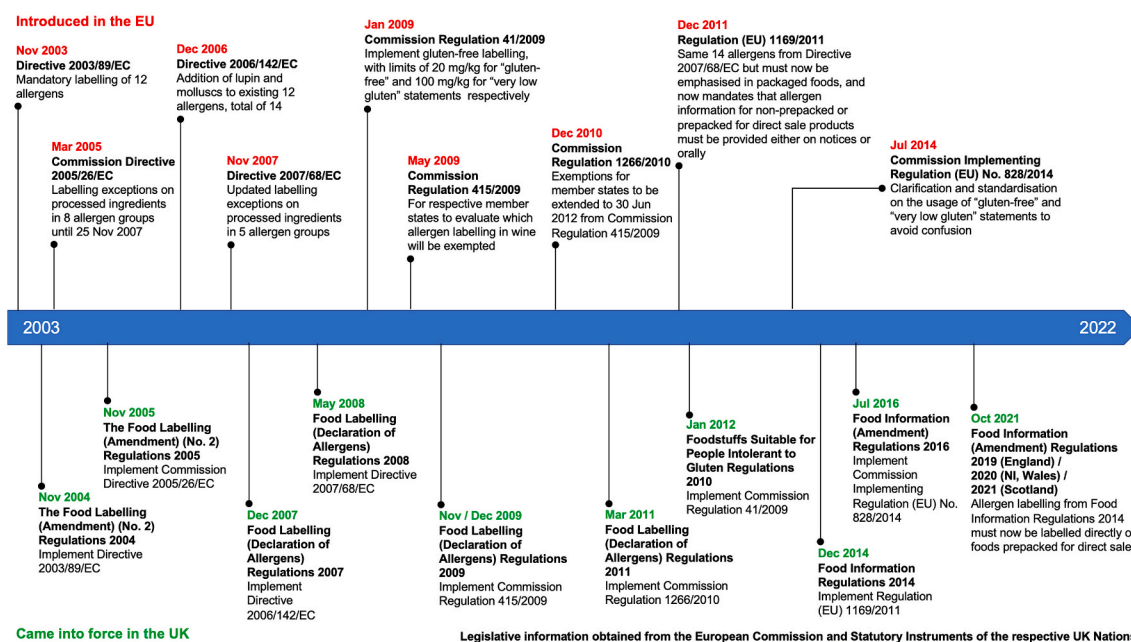 Introduced in the EU
Nov 2003
Directive 2003/89/EC
Mandatory labelling of 12
allergens
Mar 2005
Commission Directive
2005/26/EC
Labelling exceptions on
processed ingredients
in 8 allergen groups
until 25 Nov 2007
Dec 2006
Directive 2006/142/EC
Addition of lupin and
molluscs to existing 12
allergens, total of 14
Nov 2007
Directive 2007/68/EC
Updated labelling
exceptions on
processed ingredients
in 5 allergen groups
Jan 2009
Commission Regulation 41/2009
Implement gluten-free labelling,
with limits of 20 mg/kg for “gluten-
free” and 100 mg/kg for “very low
gluten” statements respectively
May 2009
Commission
Regulation 415/2009
For respective member
states to evaluate which
allergen labelling in wine
will be exempted
Dec 2010
Commission
Regulation 1266/2010
Exemptions for
member states to be
extended to 30 Jun
2012 from Commission
Regulation 415/2009
Dec 2011
Regulation (EU) 1169/2011
Same 14 allergens from Directive
2007/68/EC but must now be
emphasised in packaged foods, and
now mandates that allergen
information for non-prepacked or
prepacked for direct sale products
must be provided either on notices or
orally
Jul 2014
Commission Implementing
Regulation (EU) No. 828/2014
Clarification and standardisation
on the usage of “gluten-free” and
“very low gluten” statements to
avoid confusion
2003
2022
Nov 2004
The Food Labelling
(Amendment) (No. 2)
Regulations 2004
Implement Directive
2003/89/EC
Nov 2005
The Food Labelling
(Amendment) (No. 2)
Regulations 2005
Implement Commission
Directive 2005/26/EC
Dec 2007
Food Labelling
(Declaration of
Allergens)
Regulations 2007
Implement
Directive
2006/142/EC
May 2008
Food Labelling
(Declaration of
Allergens)
Regulations 2008
Implement Directive
2007/68/EC
Nov / Dec 2009
Food Labelling
(Declaration of
Allergens) Regulations
2009
Implement Commission
Regulation 415/2009
Mar 2011
Food Labelling
(Declaration of
Allergens) Regulations
2011
Implement Commission
Regulation 1266/2010
Jan 2012
Foodstuffs Suitable for
People Intolerant to
Gluten Regulations
2010
Implement Commission
Regulation 41/2009
Dec 2014
Food Information
Regulations 2014
Implement Regulation
(EU) 1169/2011
Jul 2016
Food Information
(Amendment)
Regulations 2016
Implement
Commission
Implementing
Regulation (EU) No.
828/2014
Oct 2021
Food Information
(Amendment) Regulations
2019 (England) /
2020 (NI, Wales) /
2021 (Scotland)
Allergen labelling from Food
Information Regulations 2014
must now be labelled directly o
foods prepacked for direct sale
Came into force in the UK
Legislative information obtained from the European Commission and Statutory Instruments of the respective UK Nations